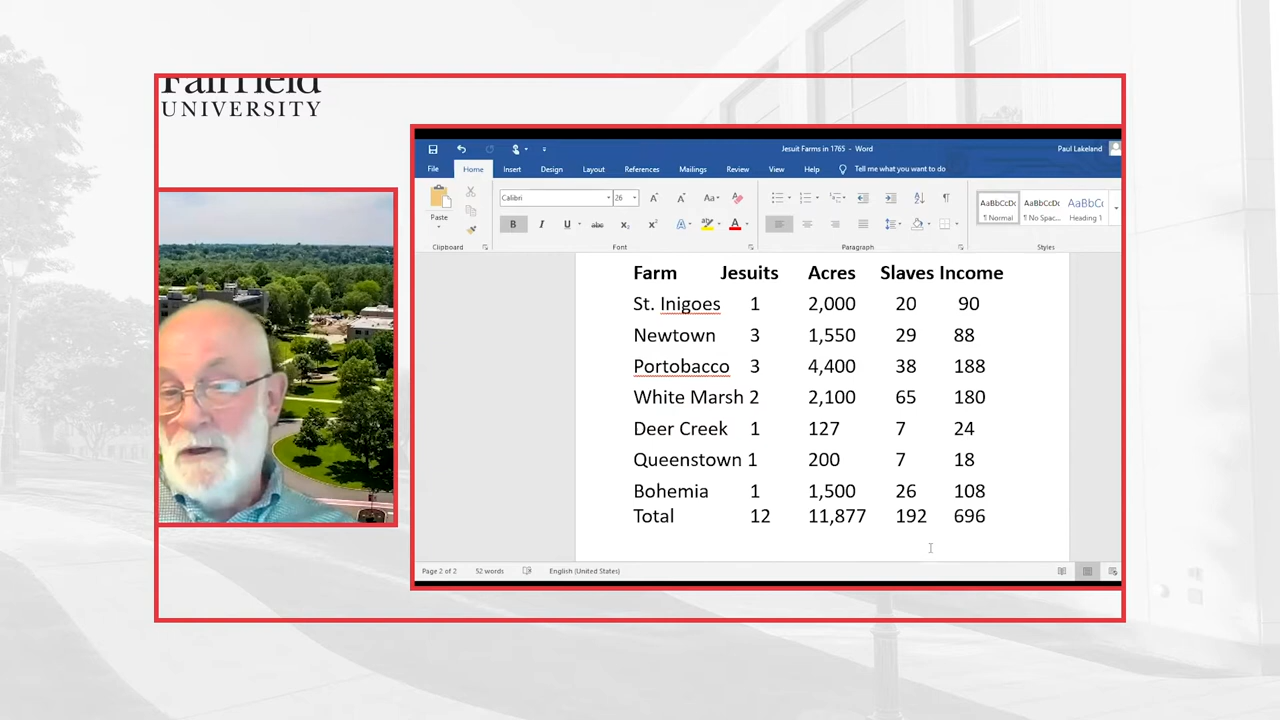 Fairfield
UNIVERSITY
Jesuit Farms in 1765 - Word
Paul Lakeland
File Home Insert Design Layout References Mailings Review View Help Tell me what you want to do
Paste
Calibri 26
Aa
B I U abc x₂ x²
A A
AaBbCcDc AaBbCcDc AaBbCc
¶ Normal ¶ No Spac... Heading 1
Clipboard Font Paragraph Styles
Farm Jesuits Acres Slaves Income
St. Inigoes 1 2,000 20 90
Newtown 3 1,550 29 88
Portobacco 3 4,400 38 188
White Marsh 2 2,100 65 180
Deer Creek 1 127 7 24
Queenstown 1 200 7 18
Bohemia 1 1,500 26 108
Total 12 11,877 192 696
Page 2 of 2 52 words English (United States)